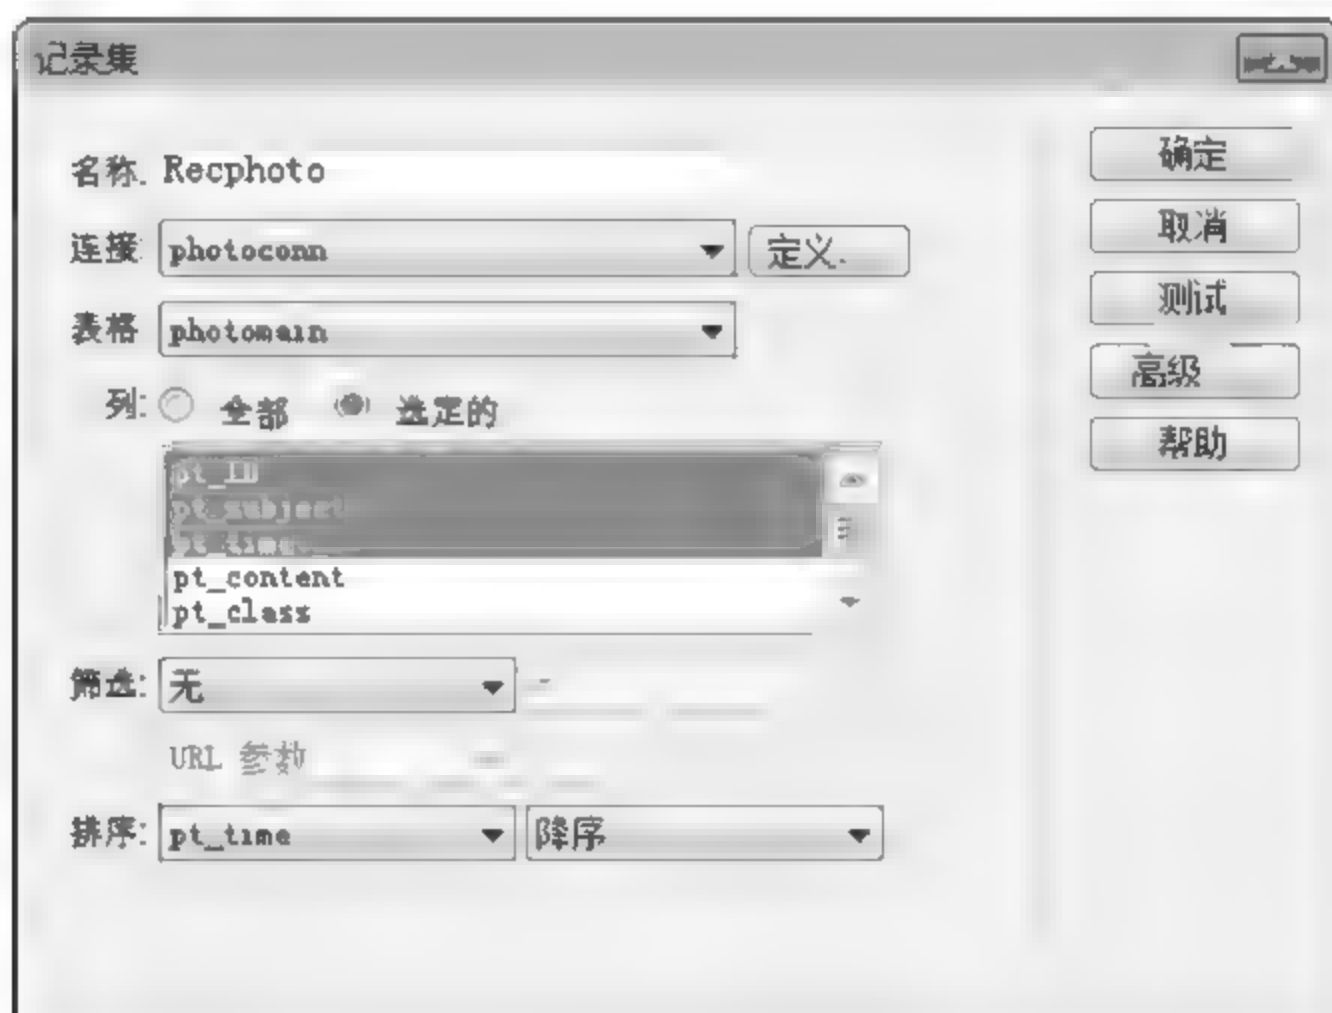 记录集
名称. Recphoto
确定
连接: photoconn 定义.
取消
表格 photomain
测试
列: 全部 选定的
高级
pt_ID
帮助
pt_subject
pt_time
pt_content
pt_class
筛选: 无
URL 参数
排序: pt_time 降序